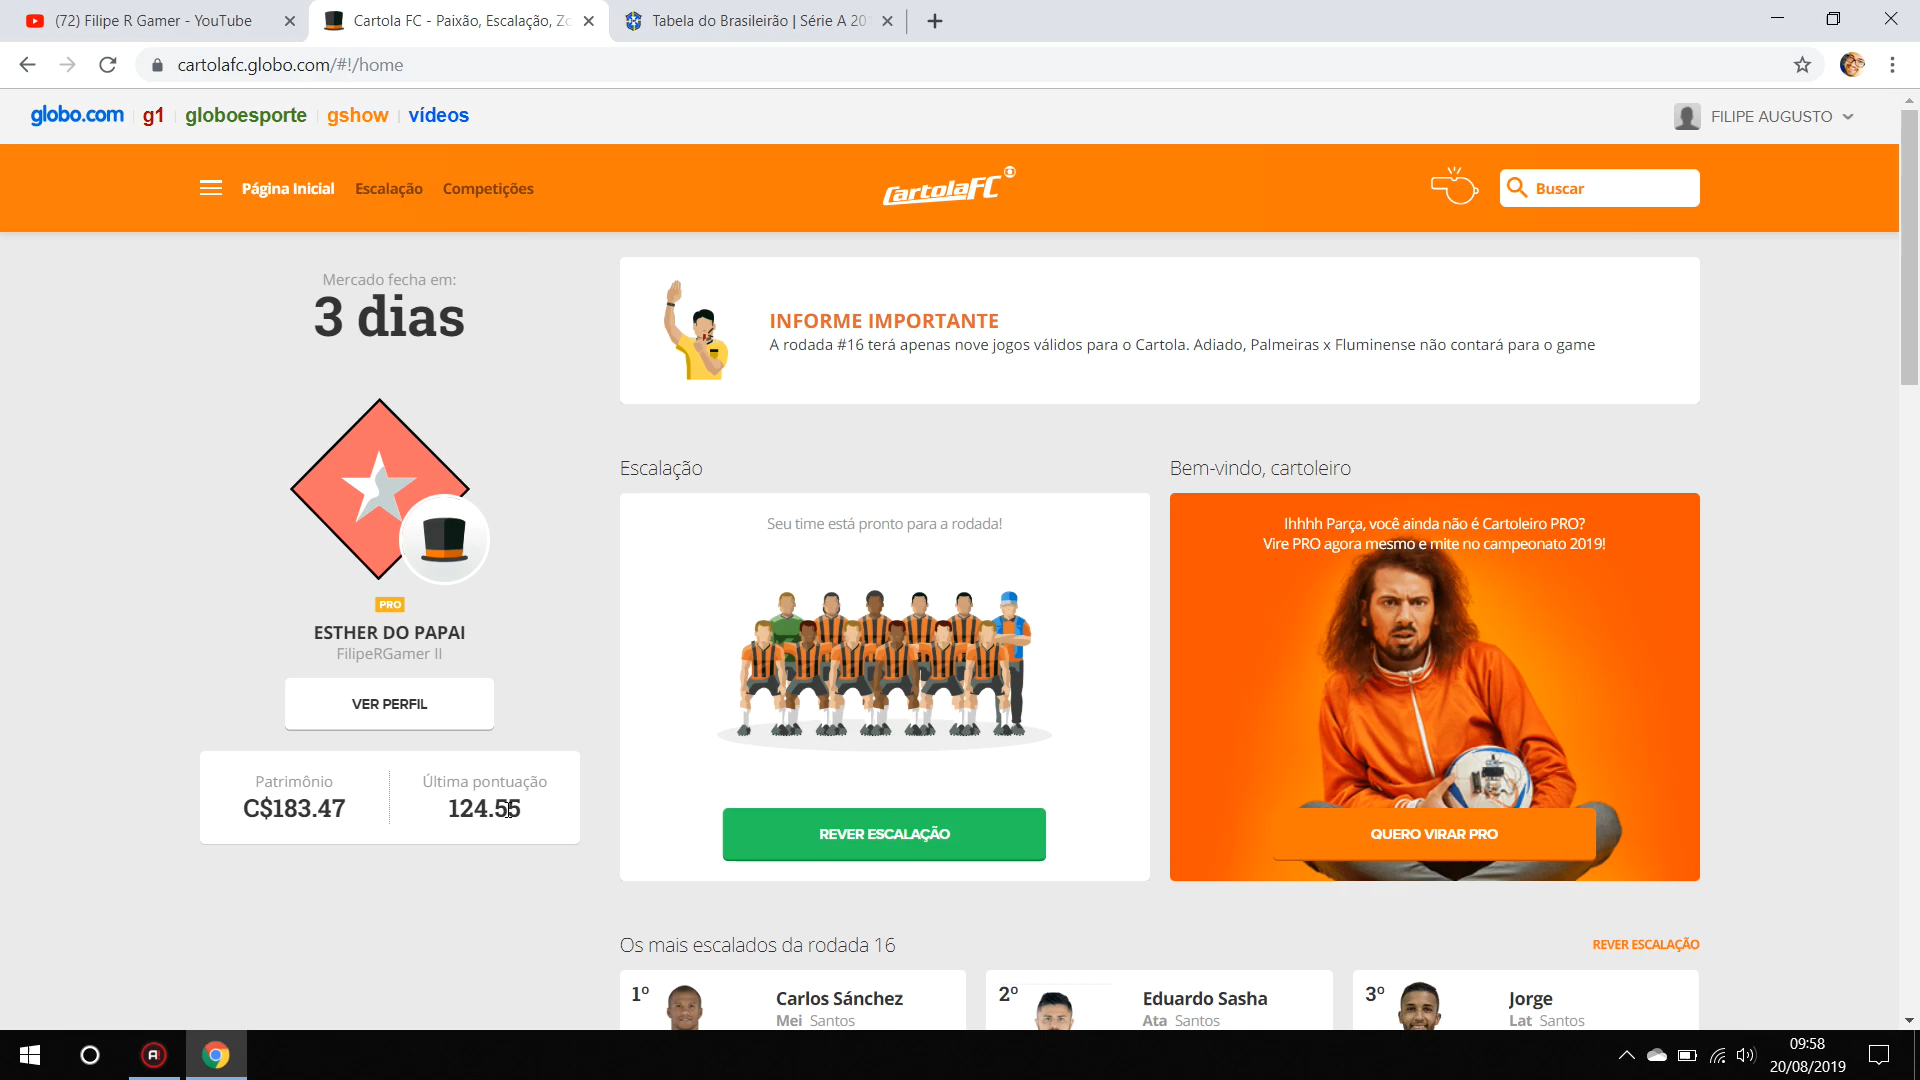 (72) Filipe R Gamer - YouTube
Cartola FC - Paixão, Escalação, Zo
Tabela do Brasileirão | Série A 20
cartolafc.globo.com/#!/home
globo.com g1 globoesporte gshow vídeos
FILIPE AUGUSTO
Página Inicial Escalação Competições
CartolaFC
Buscar
Mercado fecha em:
3 dias
INFORME IMPORTANTE
A rodada #16 terá apenas nove jogos válidos para o Cartola. Adiado, Palmeiras x Fluminense não contará para o game
PRO
ESTHER DO PAPAI
FilipeRGamer II
VER PERFIL
Patrimônio
C$183.47
Última pontuação
124.55
Escalação
Seu time está pronto para a rodada!
REVER ESCALAÇÃO
Bem-vindo, cartoleiro
Ihhhh Parça, você ainda não é Cartoleiro PRO?
Vire PRO agora mesmo e mite no campeonato 2019!
QUERO VIRAR PRO
Os mais escalados da rodada 16
REVER ESCALAÇÃO
1º
Carlos Sánchez
Mei Santos
2º
Eduardo Sasha
Ata Santos
3º
Jorge
Lat Santos
09:58
20/08/2019